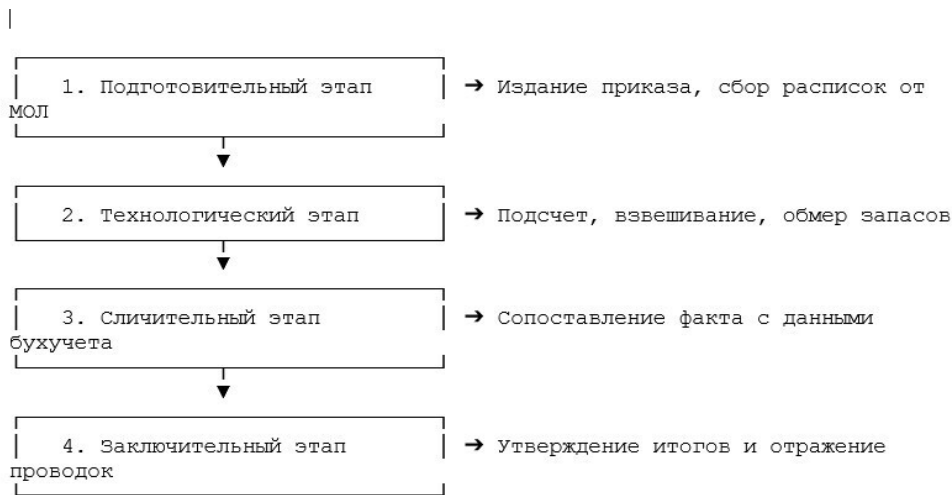 1. Подготовительный этап ➔ Издание приказа, сбор расписок от
МОЛ
2. Технологический этап ➔ Подсчет, взвешивание, обмер запасов
3. Сличительный этап ➔ Сопоставление факта с данными
бухучета
4. Заключительный этап ➔ Утверждение итогов и отражение
проводок